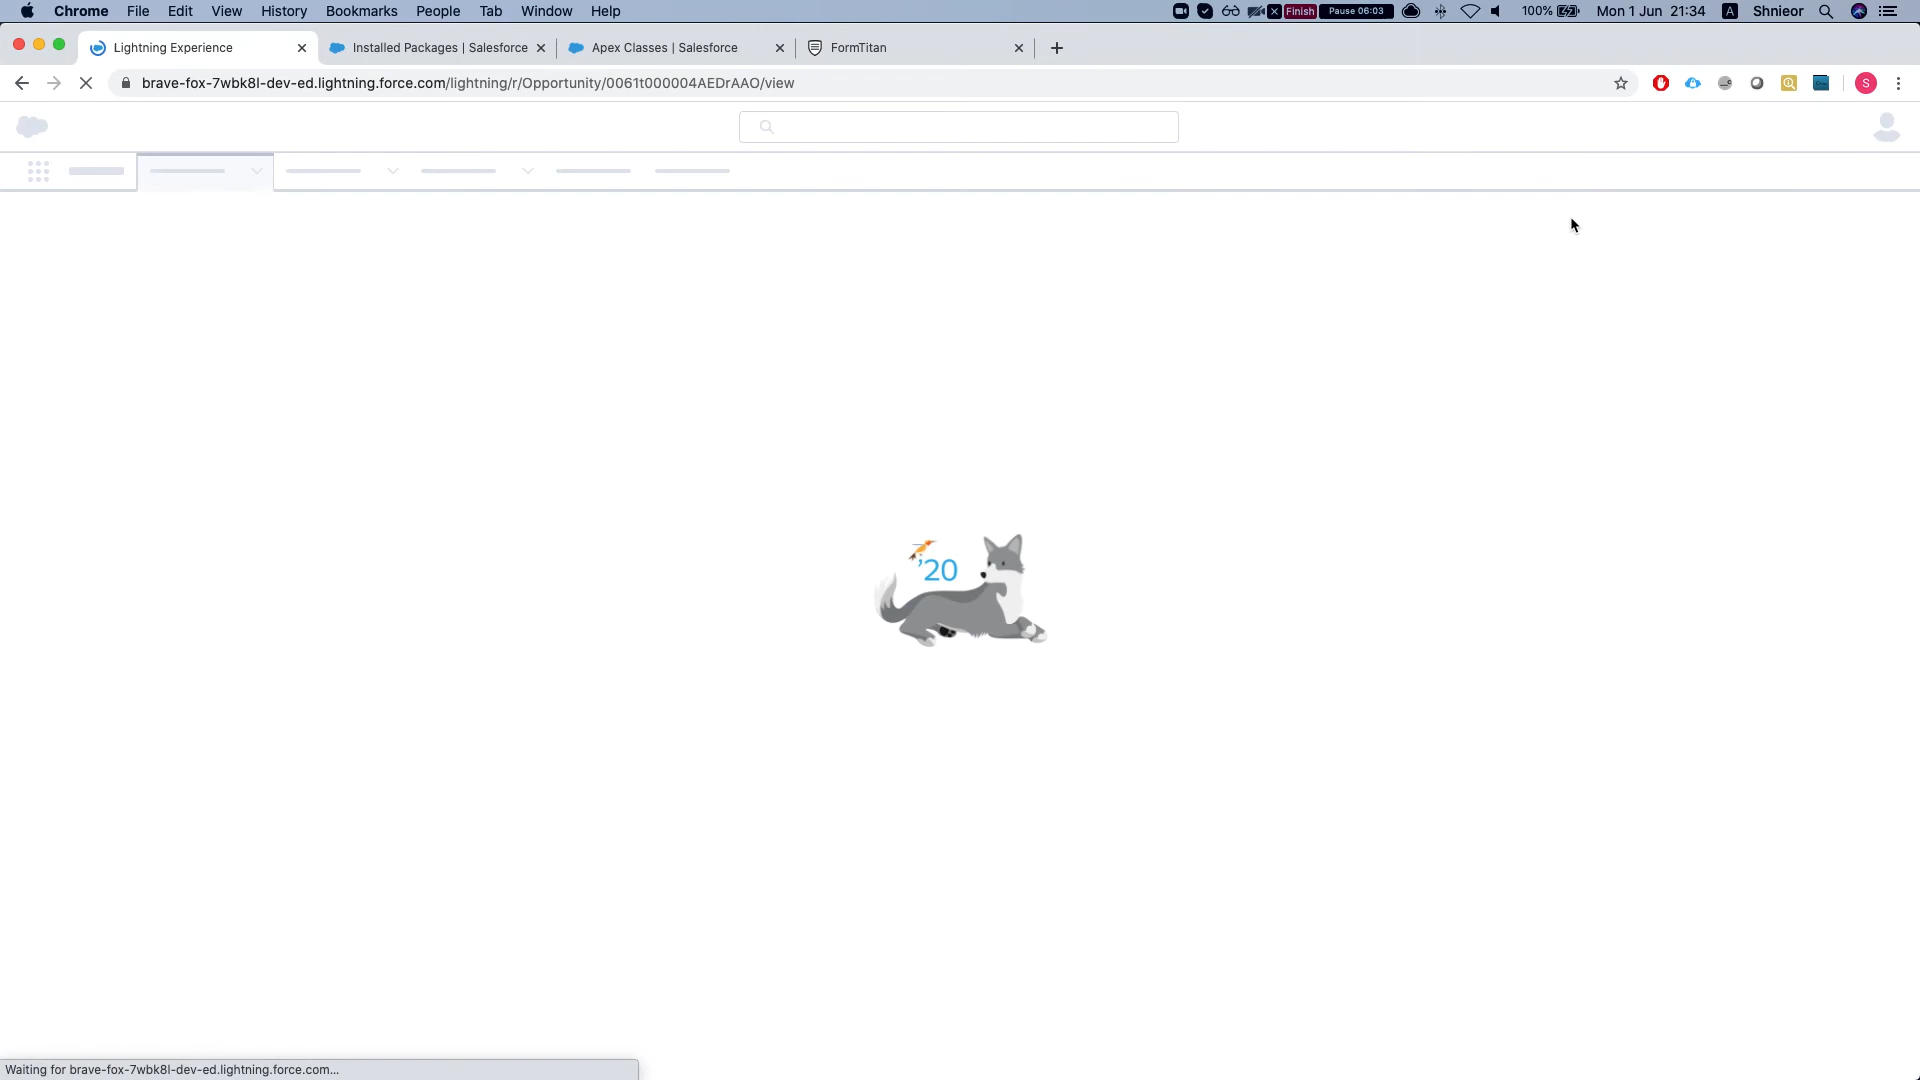 Chrome File Edit View History Bookmarks People Tab Window Help Finish Pause 06:03 100% Mon 1 Jun 21:34 A Shnieor
Lightning Experience Installed Packages | Salesforce Apex Classes | Salesforce FormTitan
brave-fox-7wbk8l-dev-ed.lightning.force.com/lightning/r/Opportunity/0061t000004AEDrAAO/view S
'20
Waiting for brave-fox-7wbk8l-dev-ed.lightning.force.com...